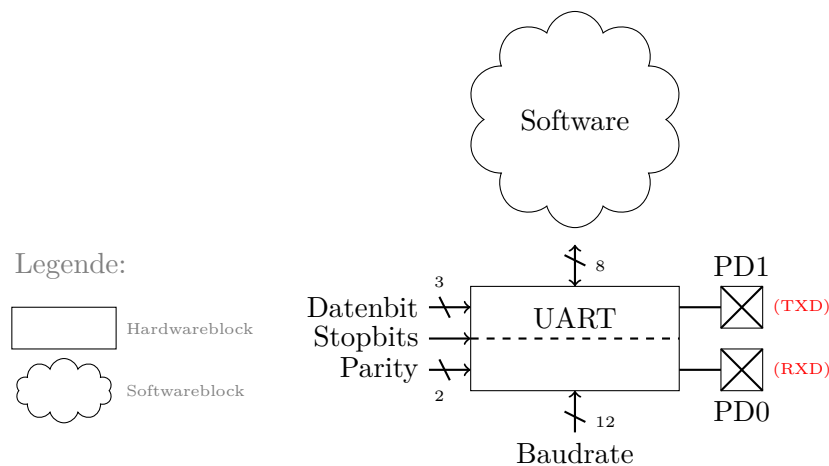 Software
8
Legende:
Hardwareblock
Softwareblock
3
Datenbit
Stopbits
Parity
2
UART
PD1
(TXD)
(RXD)
PD0
12
Baudrate